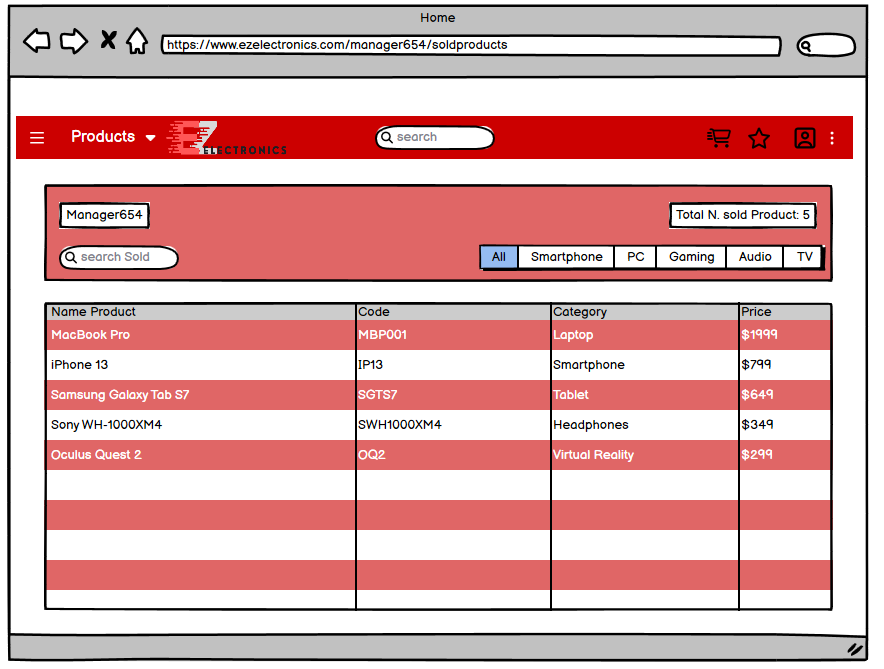 Home
https://www.ezelectronics.com/manager654/soldproducts
Products
EZ
ELECTRONICS
search
Manager654
Total N. sold Product: 5
search Sold
All Smartphone PC Gaming Audio TV
Name Product Code Category Price
MacBook Pro MBP001 Laptop $1999
iPhone 13 IP13 Smartphone $799
Samsung Galaxy Tab S7 SGTS7 Tablet $649
Sony WH-1000XM4 SWH1000XM4 Headphones $349
Oculus Quest 2 OQ2 Virtual Reality $299